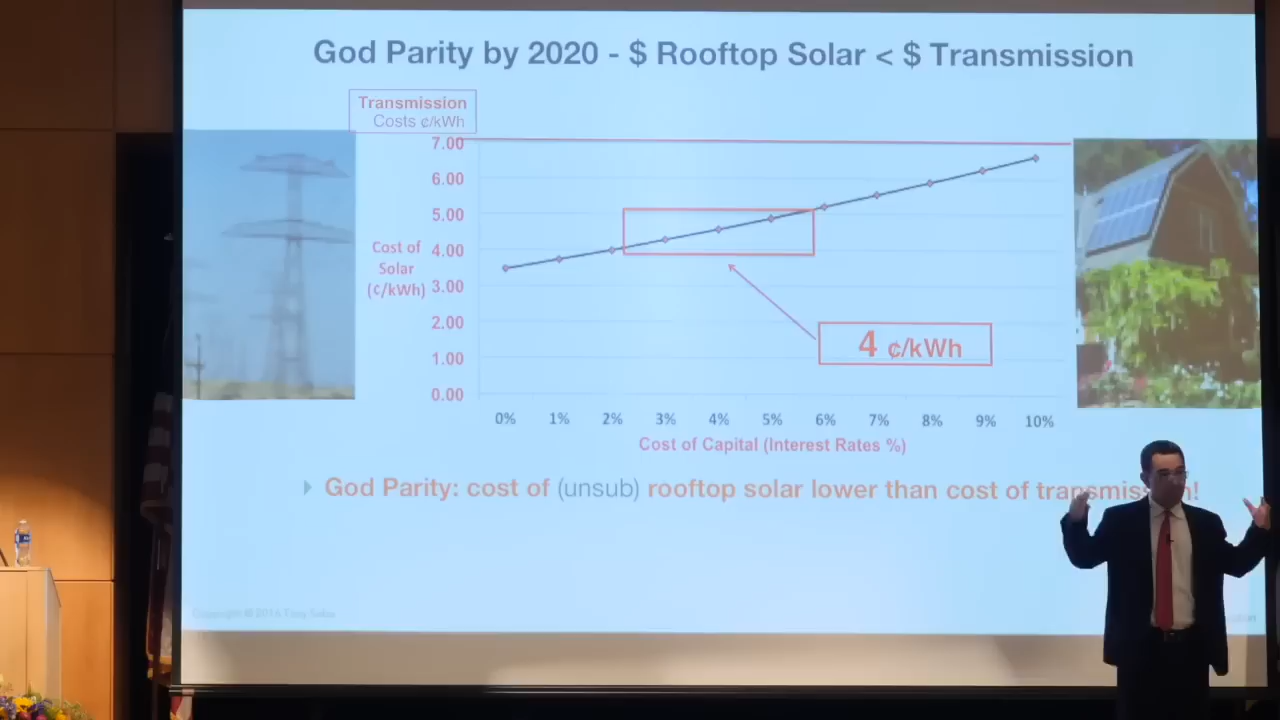 God Parity by 2020 - $ Rooftop Solar < $ Transmission
Transmission
Costs ¢/kWh
7.00
6.00
5.00
Cost of
Solar
(¢/kWh)
4.00
3.00
2.00
1.00
0.00
4 ¢/kWh
0% 1% 2% 3% 4% 5% 6% 7% 8% 9% 10%
Cost of Capital (Interest Rates %)
God Parity: cost of (unsub) rooftop solar lower than cost of transmission!